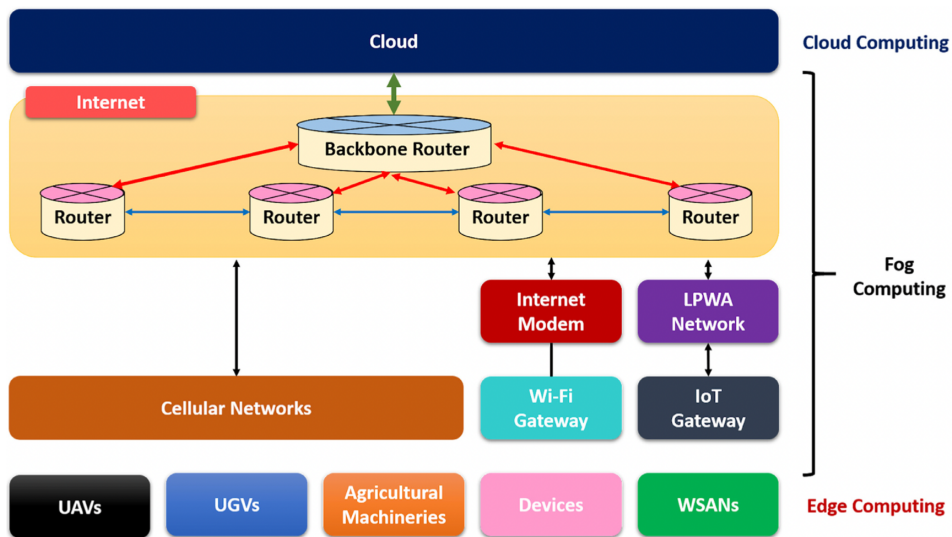 Cloud
Cloud Computing
Internet
Backbone Router
Router
Router
Router
Router
Fog
Computing
Internet
Modem
LPWA
Network
Cellular Networks
Wi-Fi
Gateway
IoT
Gateway
UAVs
UGVs
Agricultural
Machineries
Devices
WSANs
Edge Computing